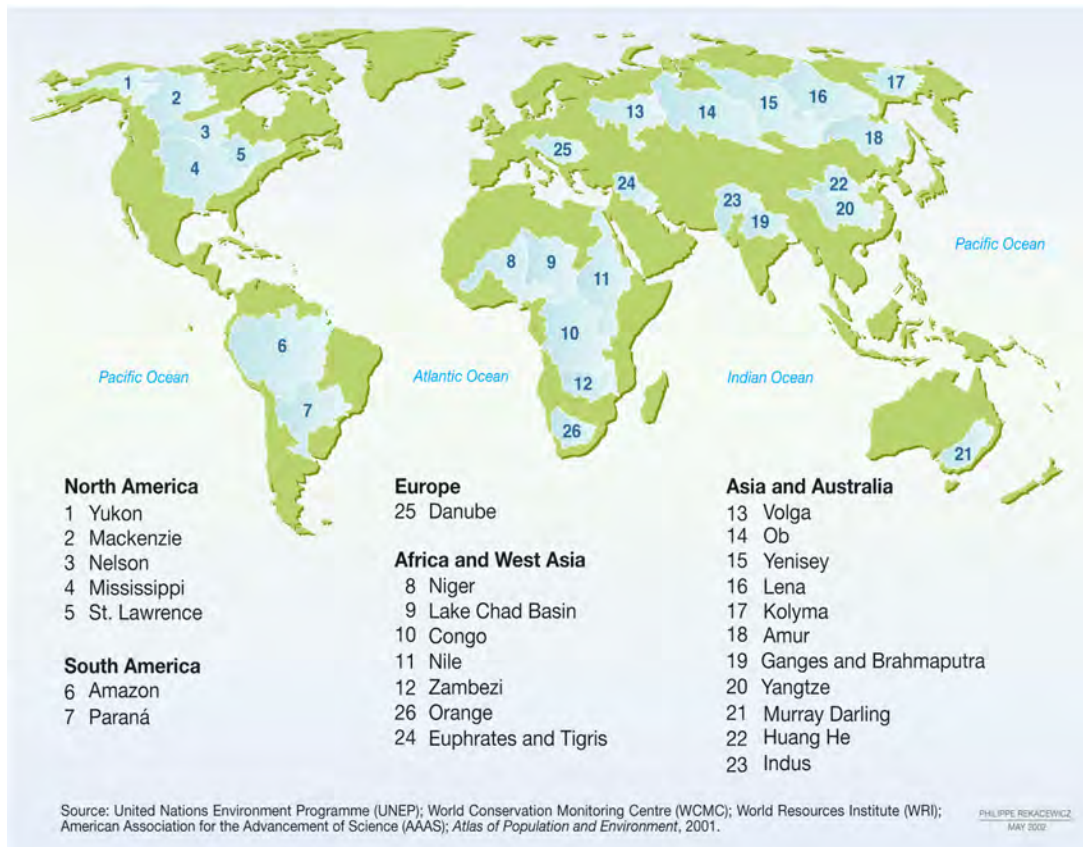 1
2
3
4
5
6
7
8
9
10
11
12
26
13
14
15
16
17
18
25
24
23
19
22
20
21
Pacific Ocean
Pacific Ocean
Atlantic Ocean
Indian Ocean
North America
1 Yukon
2 Mackenzie
3 Nelson
4 Mississippi
5 St. Lawrence
South America
6 Amazon
7 Paraná
Europe
25 Danube
Africa and West Asia
8 Niger
9 Lake Chad Basin
10 Congo
11 Nile
12 Zambezi
26 Orange
24 Euphrates and Tigris
Asia and Australia
13 Volga
14 Ob
15 Yenisey
16 Lena
17 Kolyma
18 Amur
19 Ganges and Brahmaputra
20 Yangtze
21 Murray Darling
22 Huang He
23 Indus
Source: United Nations Environment Programme (UNEP); World Conservation Monitoring Centre (WCMC); World Resources Institute (WRI);
American Association for the Advancement of Science (AAAS); Atlas of Population and Environment, 2001.
PHILIPPE REKACEWICZ
MAY 2002